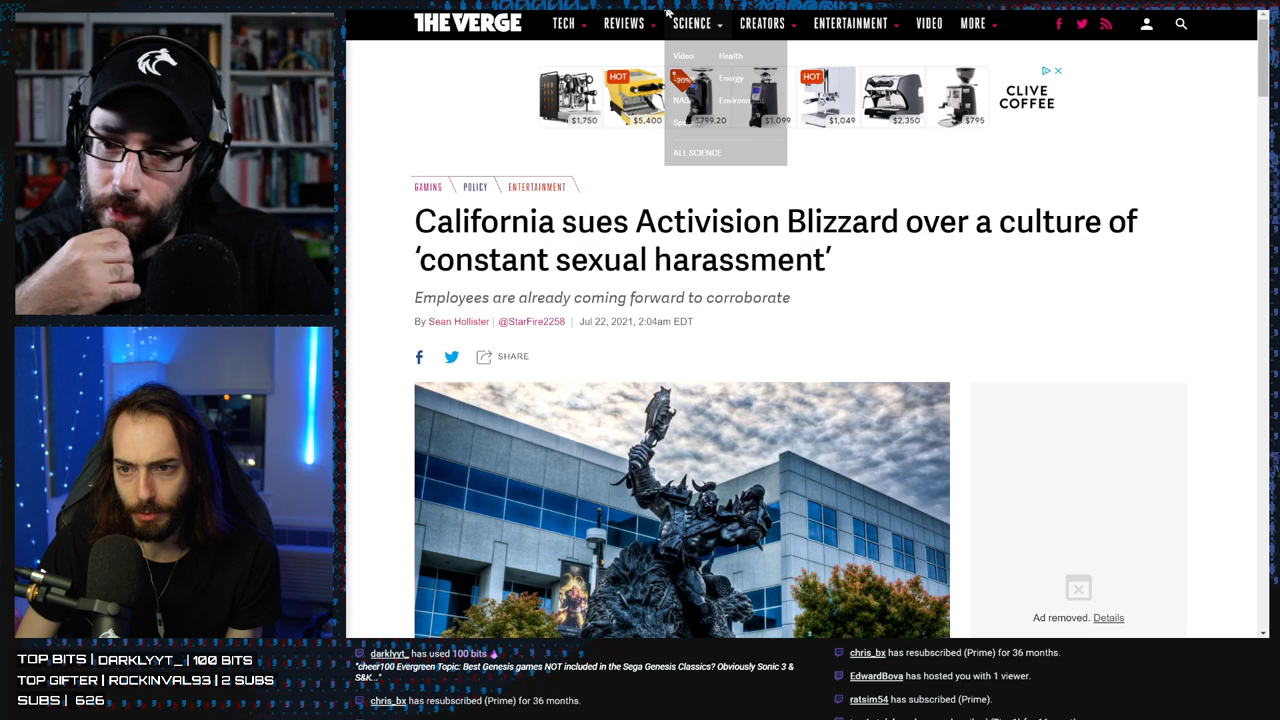 THE VERGE
TECH REVIEWS SCIENCE CREATORS ENTERTAINMENT VIDEO MORE
Video Health
Energy
Environment
ALL SCIENCE
HOT
-20%
HOT
$1,750 $5,400 $799.20 $1,099 $1,049 $2,350 $795
CLIVE
COFFEE
GAMING POLICY ENTERTAINMENT
California sues Activision Blizzard over a culture of
‘constant sexual harassment’
Employees are already coming forward to corroborate
By Sean Hollister | @StarFire2258 | Jul 22, 2021, 2:04am EDT
SHARE
Ad removed. Details
TOP BITS | DARKLYYT_ | 100 BITS
TOP GIFTER | ROCKINVAL93 | 2 SUBS
SUBS | 626
darklyyt_ has used 100 bits
"cheer100 Evergreen Topic: Best Genesis games NOT included in the Sega Genesis Classics? Obviously Sonic 3 &
S&K..."
chris_bx has resubscribed (Prime) for 36 months.
chris_bx has resubscribed (Prime) for 36 months.
EdwardBova has hosted you with 1 viewer.
ratsim54 has subscribed (Prime).